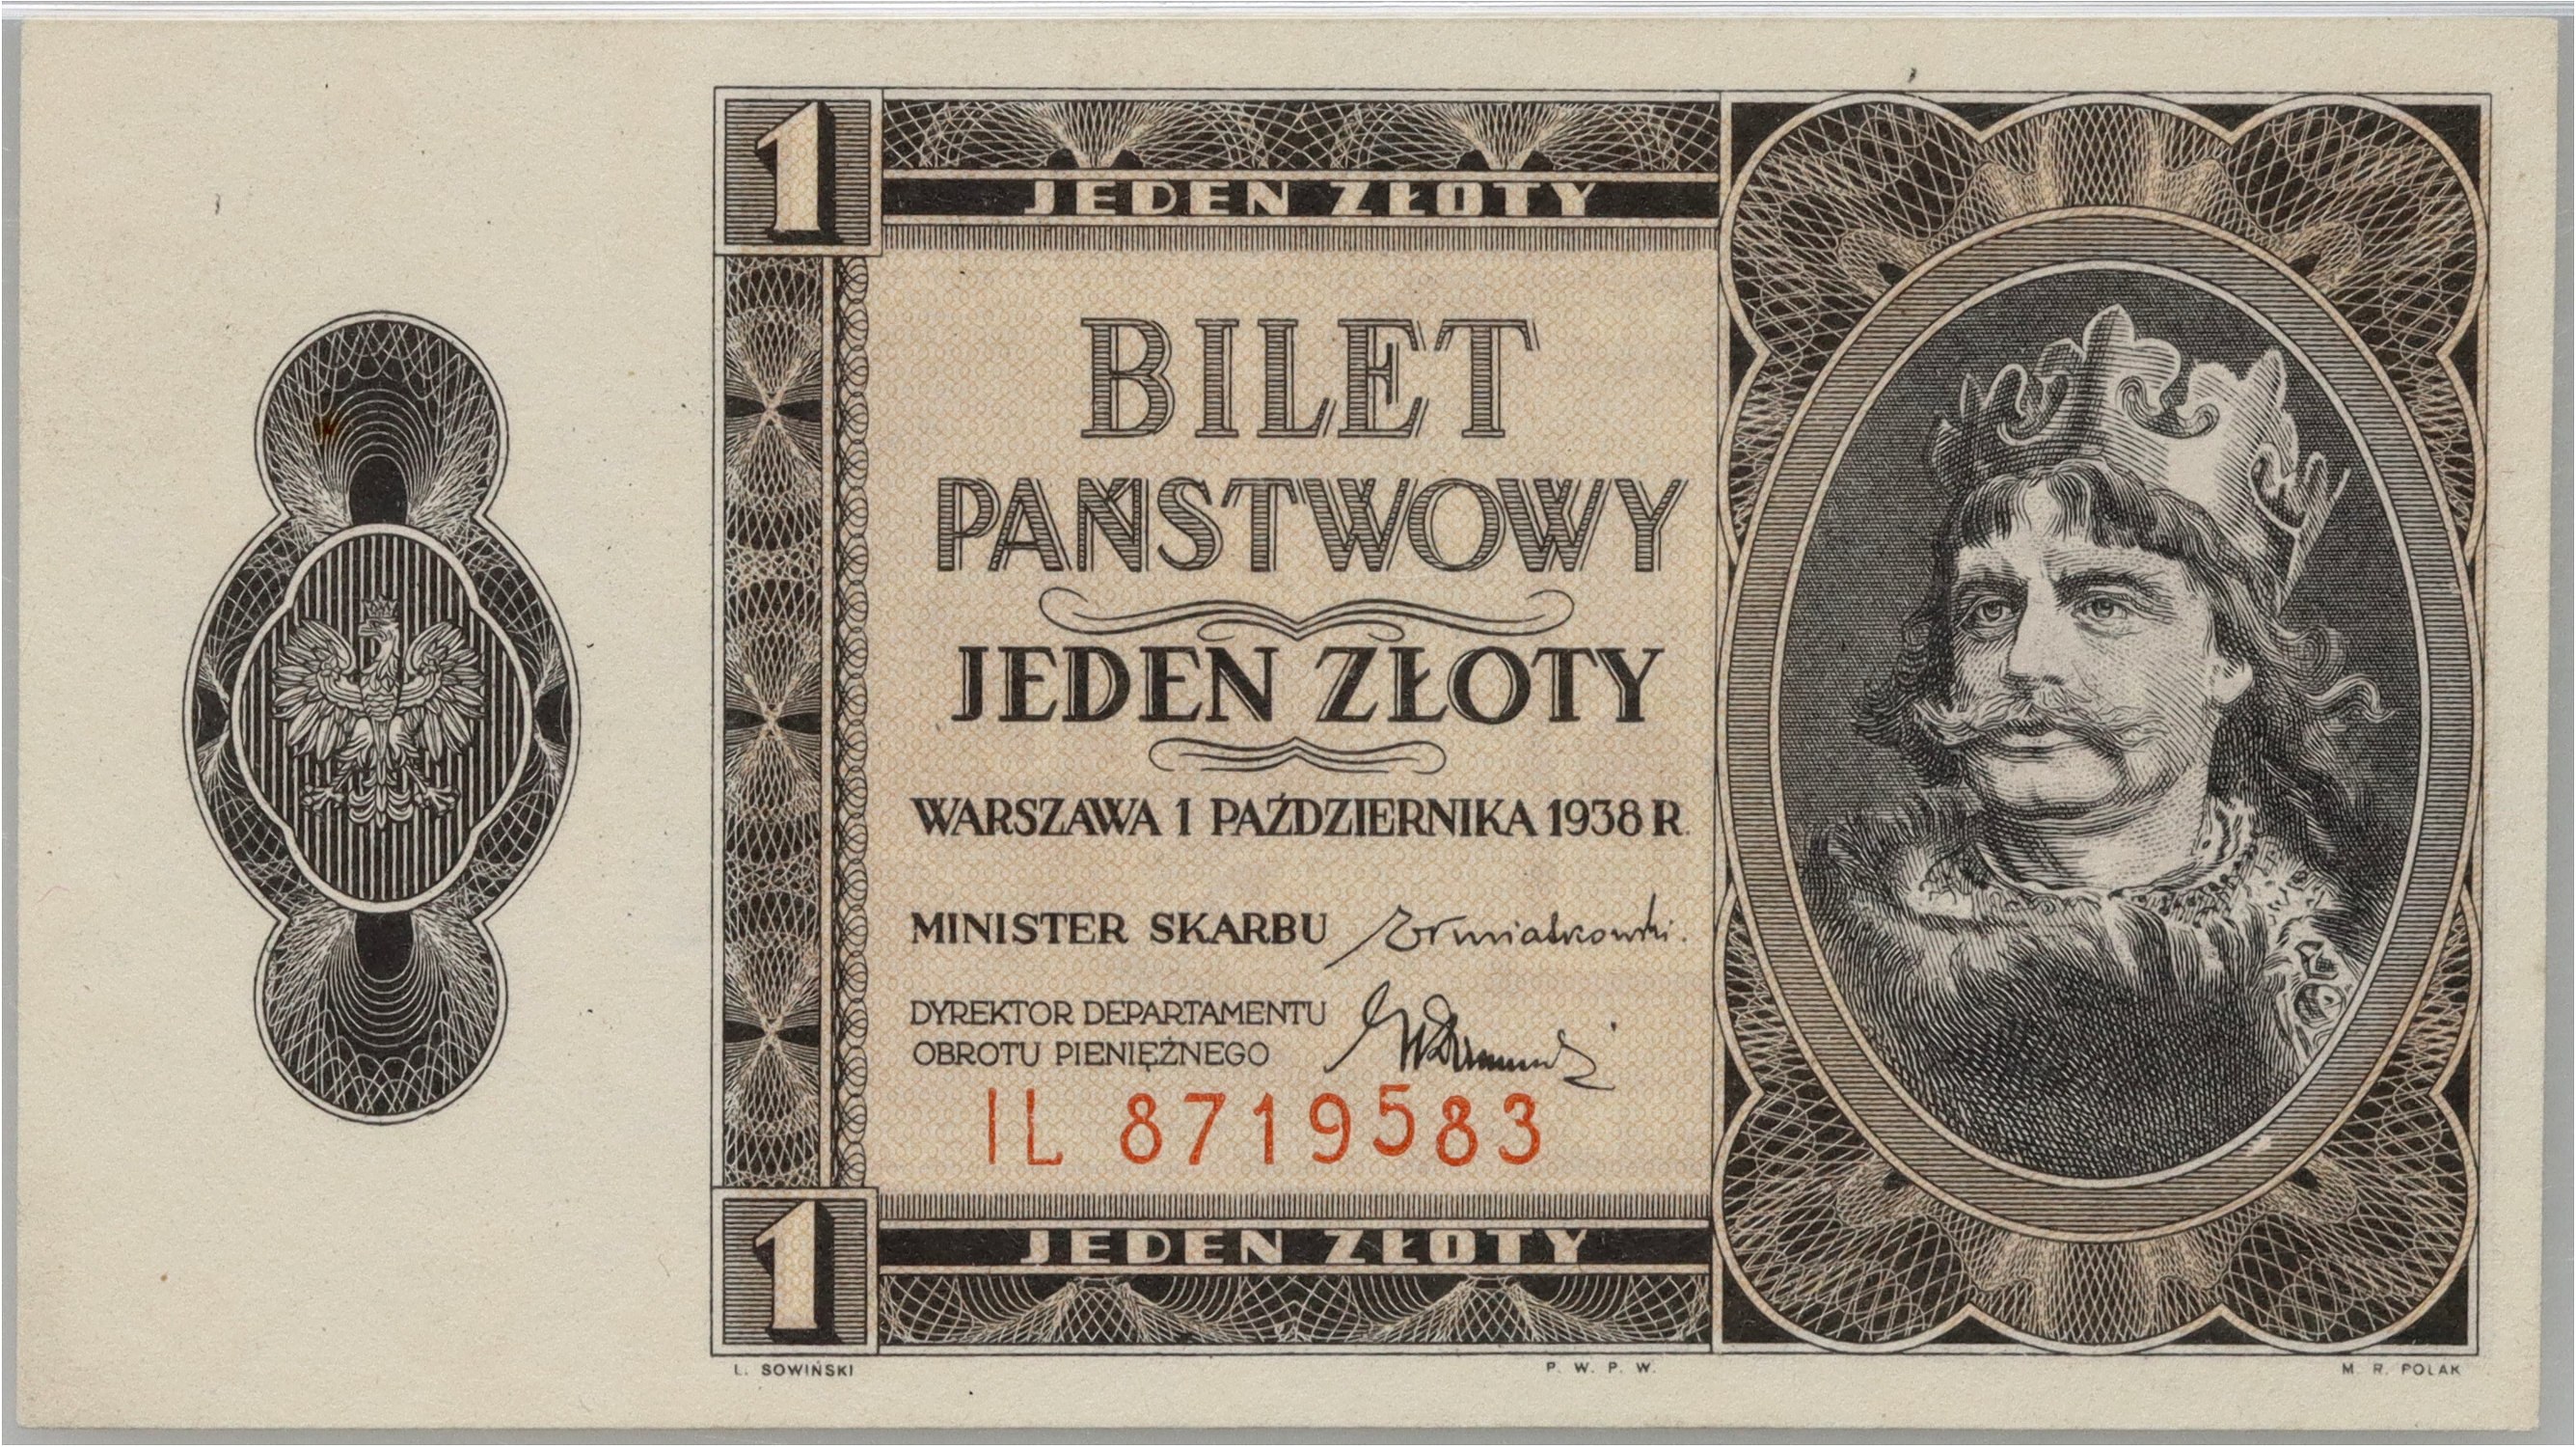 1
JEDEN ZŁOTY
BILET
PAŃSTWOWY
JEDEN ZŁOTY
WARSZAWA 1 PAŹDZIERNIKA 1938 R.
MINISTER SKARBU
DYREKTOR DEPARTAMENTU
OBROTU PIENIĘŻNEGO
IL 8719583
1
JEDEN ZŁOTY
L. SOWIŃSKI P. W. P. W. M. R. POLAK